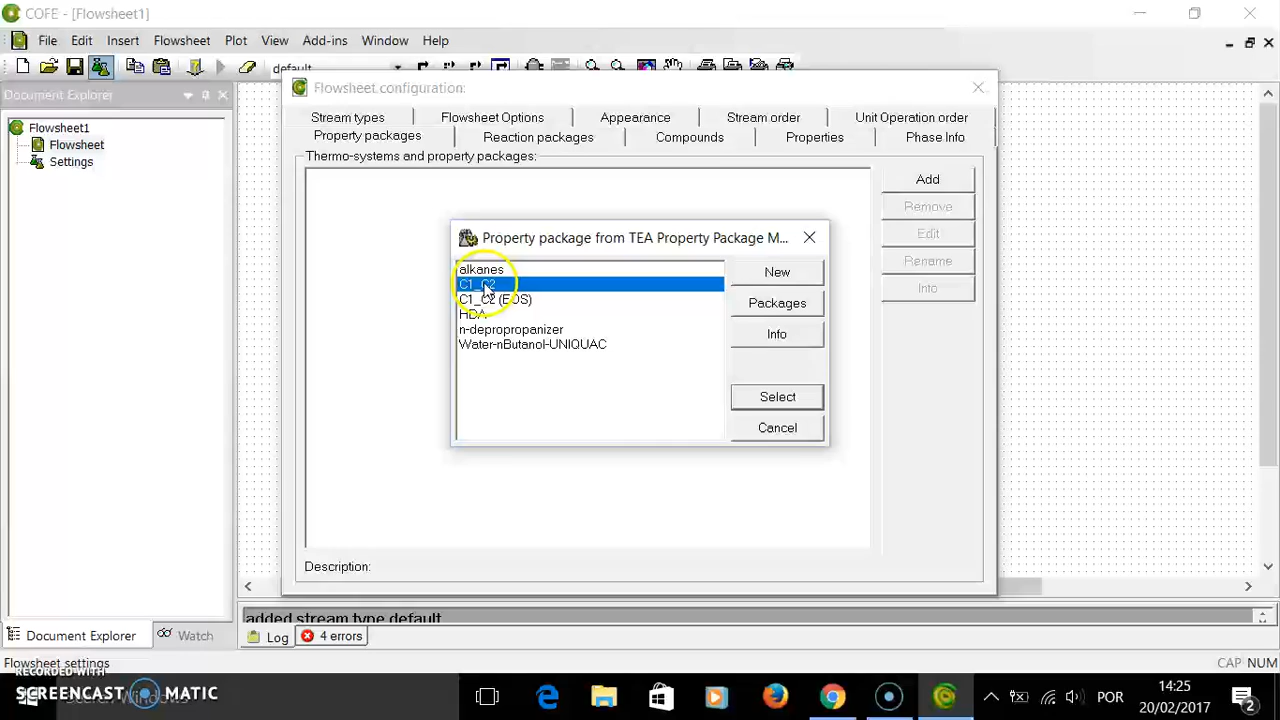 COFE - [Flowsheet1]
File Edit Insert Flowsheet Plot View Add-ins Window Help
default
Document Explorer
Flowsheet1
Flowsheet
Settings
Flowsheet configuration:
Stream types Flowsheet Options Appearance Stream order Unit Operation order
Property packages Reaction packages Compounds Properties Phase Info
Thermo-systems and property packages:
Add
Remove
Edit
Rename
Info
Property package from TEA Property Package M...
alkanes
C1_C2
C1_C2 (EOS)
HDA
n-depropropanizer
Water-nButanol-UNIQUAC
New
Packages
Info
Select
Cancel
Description:
added stream type default
Document Explorer Watch Log 4 errors
Flowsheet settings CAP NUM
RECORDED WITH
SCREENCAST MATIC
Search Windows
POR
14:25
20/02/2017
2